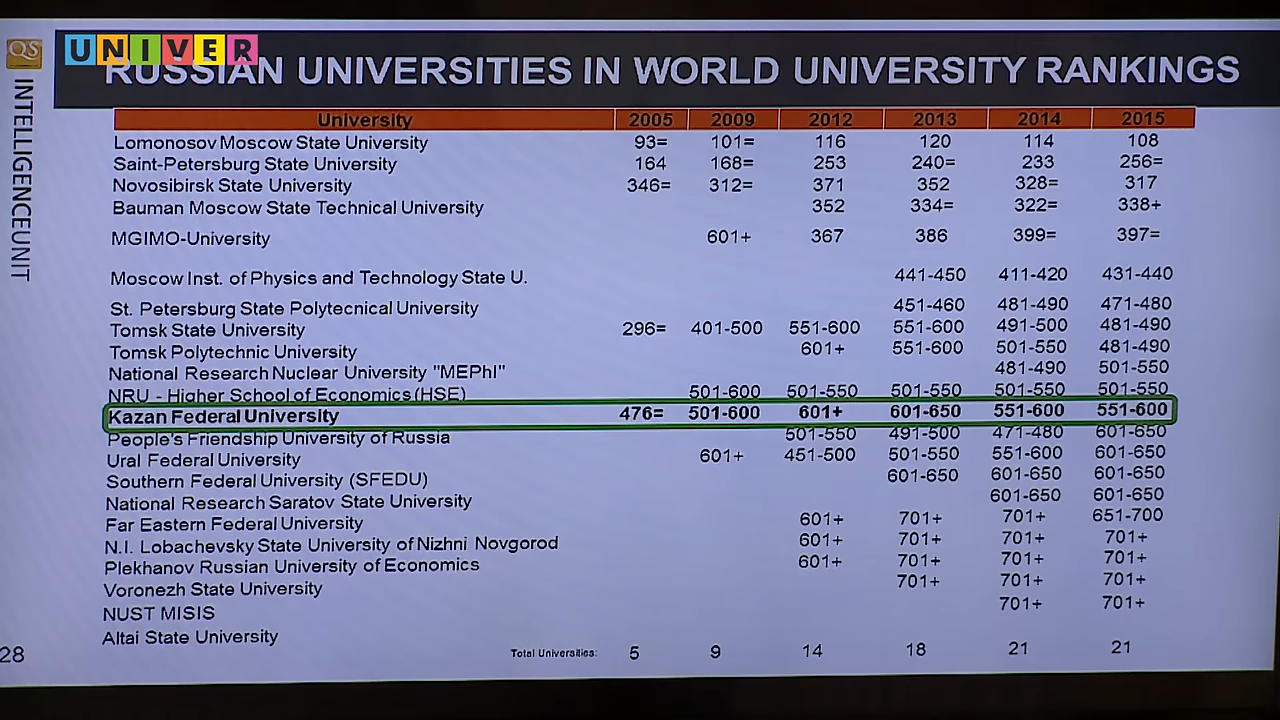 UNIVER
QS
INTELLIGENCEUNIT
RUSSIAN UNIVERSITIES IN WORLD UNIVERSITY RANKINGS
University 2005 2009 2012 2013 2014 2015
Lomonosov Moscow State University 93= 101= 116 120 114 108
Saint-Petersburg State University 164 168= 253 240= 233 256=
Novosibirsk State University 346= 312= 371 352 328= 317
Bauman Moscow State Technical University 352 334= 322= 338+
MGIMO-University 601+ 367 386 399= 397=
Moscow Inst. of Physics and Technology State U. 441-450 411-420 431-440
St. Petersburg State Polytecnical University 451-460 481-490 471-480
Tomsk State University 296= 401-500 551-600 551-600 491-500 481-490
Tomsk Polytechnic University 601+ 551-600 501-550 481-490
National Research Nuclear University "MEPhI" 481-490 501-550
NRU - Higher School of Economics (HSE) 501-600 501-550 501-550 501-550 501-550
Kazan Federal University 476= 501-600 601+ 601-650 551-600 551-600
People's Friendship University of Russia 501-550 491-500 471-480 601-650
Ural Federal University 601+ 451-500 501-550 551-600 601-650
Southern Federal University (SFEDU) 601-650 601-650 601-650
National Research Saratov State University 601-650 601-650
Far Eastern Federal University 601+ 701+ 701+ 651-700
N.I. Lobachevsky State University of Nizhni Novgorod 601+ 701+ 701+ 701+
Plekhanov Russian University of Economics 601+ 701+ 701+ 701+
Voronezh State University 701+ 701+ 701+
NUST MISIS 701+ 701+
Altai State University
28
Total Universities: 5 9 14 18 21 21